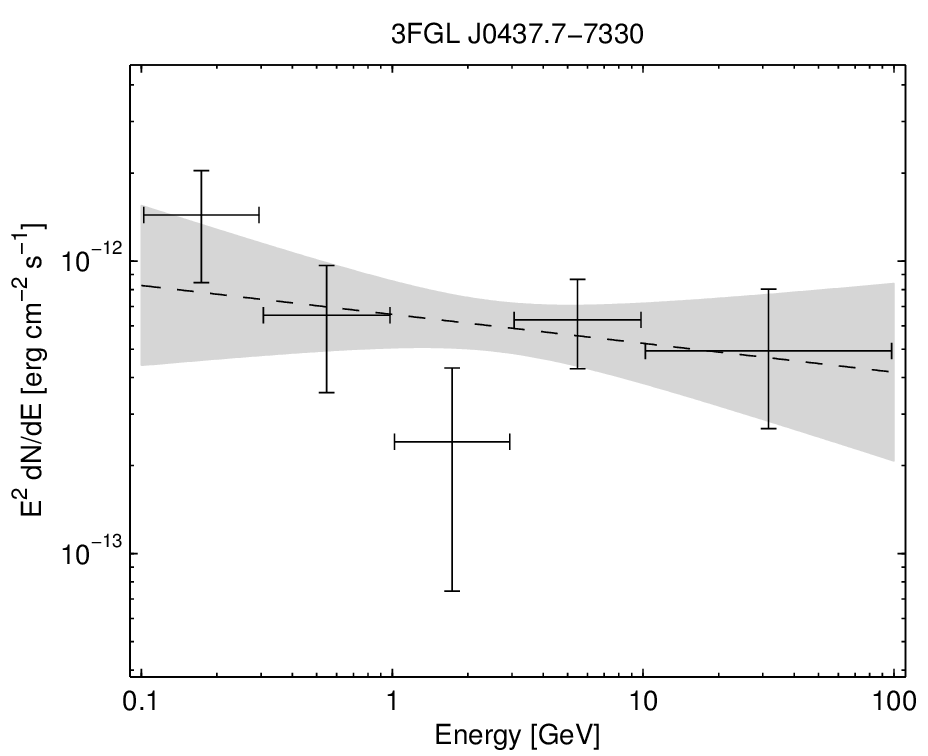 3FGL J0437.7−7330
E² dN/dE [erg cm⁻² s⁻¹]
10⁻¹²
10⁻¹³
0.1 1 10 100
Energy [GeV]